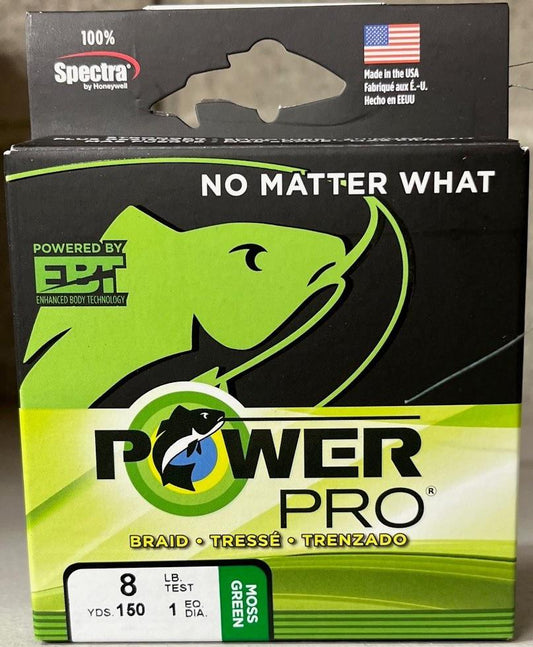 100%
Spectra®
by Honeywell
Made in the USA
Fabriqué aux É.-U.
Hecho en EEUU
NO MATTER WHAT
POWERED BY
EBT
ENHANCED BODY TECHNOLOGY
POWER
PRO®
BRAID • TRESSÉ • TRENZADO
8 LB. TEST
YDS. 150 1 EQ. DIA.
MOSS GREEN